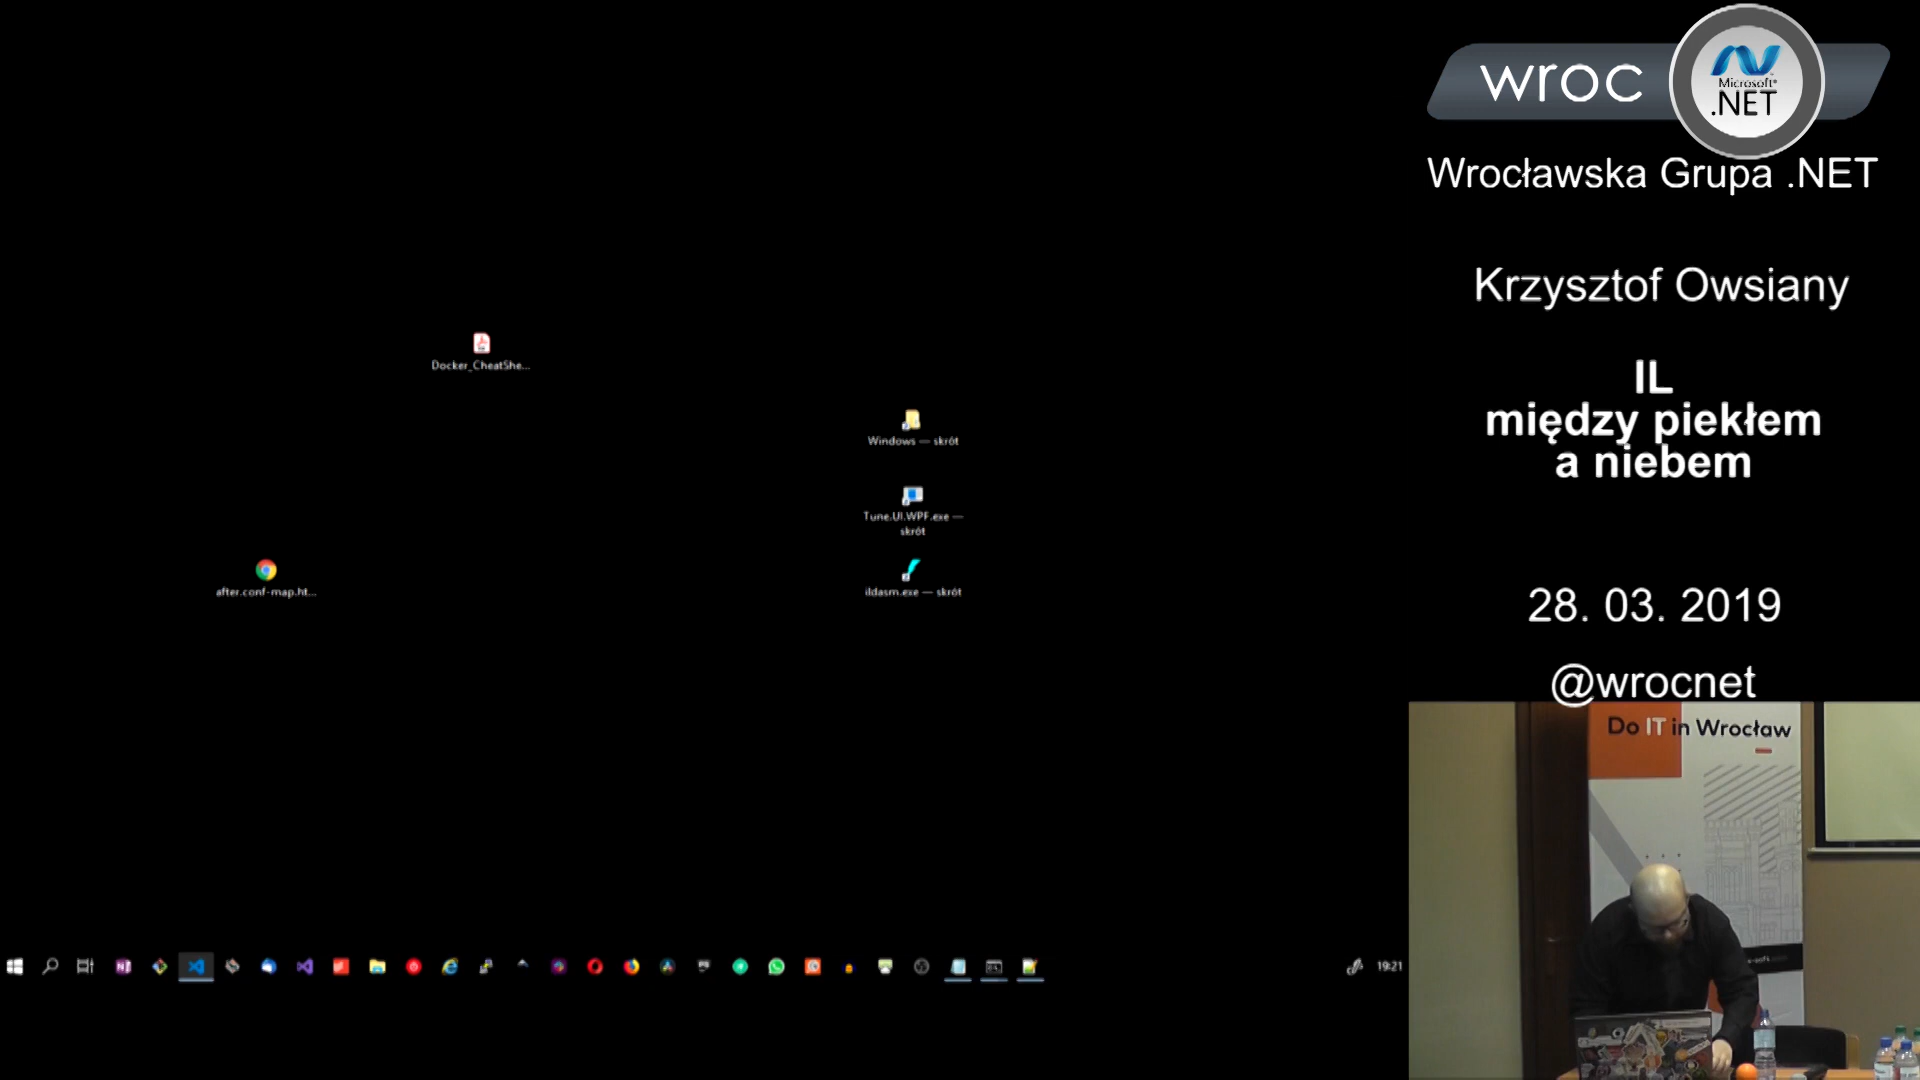 wroc
Microsoft®
.NET
Wrocławska Grupa .NET
Krzysztof Owsiany
IL
między piekłem
a niebem
28. 03. 2019
@wrocnet
Docker_CheatShe...
Windows — skrót
Tune.UI.WPF.exe —
skrót
after.conf-map.ht...
ildasm.exe — skrót
19:21
Do IT in Wrocław